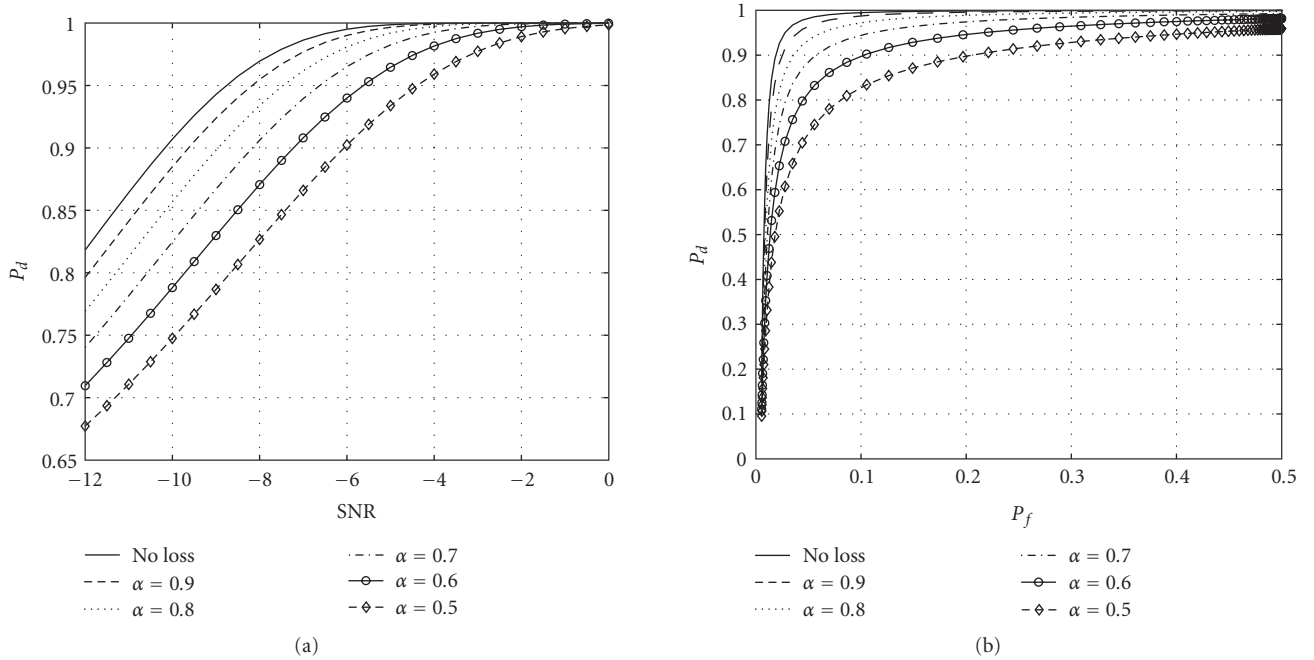 1
0.95
0.9
0.85
0.8
0.75
0.7
0.65
P_d
−12 −10 −8 −6 −4 −2 0
SNR
No loss
α = 0.9
α = 0.8
α = 0.7
α = 0.6
α = 0.5
(a)
1
0.9
0.8
0.7
0.6
0.5
0.4
0.3
0.2
0.1
0
P_d
0 0.1 0.2 0.3 0.4 0.5
P_f
No loss
α = 0.9
α = 0.8
α = 0.7
α = 0.6
α = 0.5
(b)